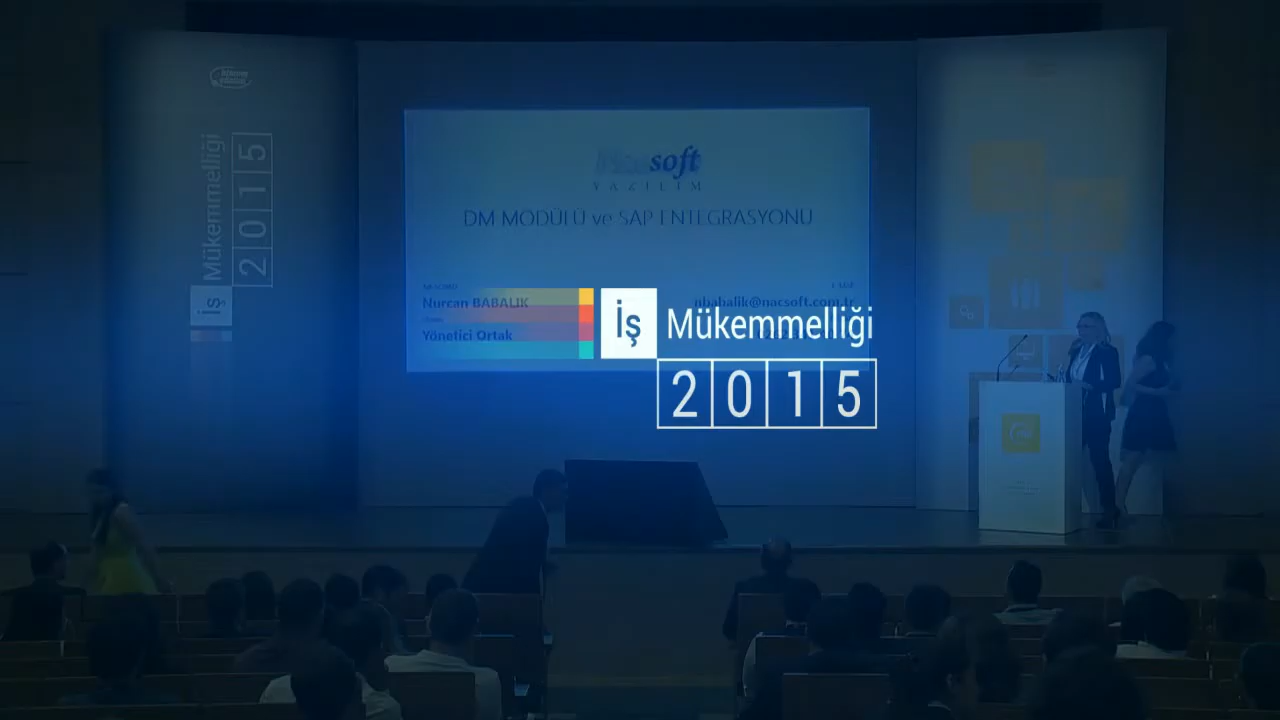 İş
Mükemmelliği
2015
Nacsoft
YAZILIM
DM MODÜLÜ ve SAP ENTEGRASYONU
Nurcan BABALIK
Yönetici Ortak
nbabalik@nacsoft.com.tr
İş
Mükemmelliği
2015